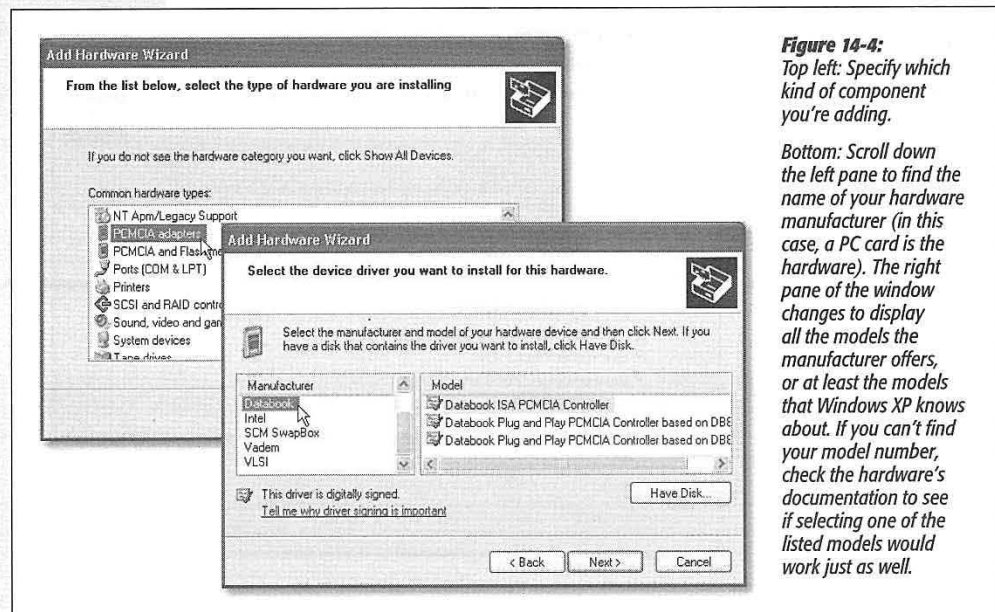 Add Hardware Wizard
From the list below, select the type of hardware you are installing
If you do not see the hardware category you want, click Show All Devices.
Common hardware types:
NT Apm/Legacy Support
PCMCIA adapters
PCMCIA and Flash me
Ports (COM & LPT)
Printers
SCSI and RAID contro
Sound, video and gam
System devices
Tape drives
Add Hardware Wizard
Select the device driver you want to install for this hardware.
Select the manufacturer and model of your hardware device and then click Next. If you
have a disk that contains the driver you want to install, click Have Disk.
Manufacturer
Databook
Intel
SCM SwapBox
Vadem
VLSI
Model
Databook ISA PCMCIA Controller
Databook Plug and Play PCMCIA Controller based on DB8
Databook Plug and Play PCMCIA Controller based on DB8
This driver is digitally signed.
Tell me why driver signing is important
Have Disk...
< Back
Next >
Cancel
Figure 14-4:
Top left: Specify which
kind of component
you're adding.
Bottom: Scroll down
the left pane to find the
name of your hardware
manufacturer (in this
case, a PC card is the
hardware). The right
pane of the window
changes to display
all the models the
manufacturer offers,
or at least the models
that Windows XP knows
about. If you can't find
your model number,
check the hardware's
documentation to see
if selecting one of the
listed models would
work just as well.